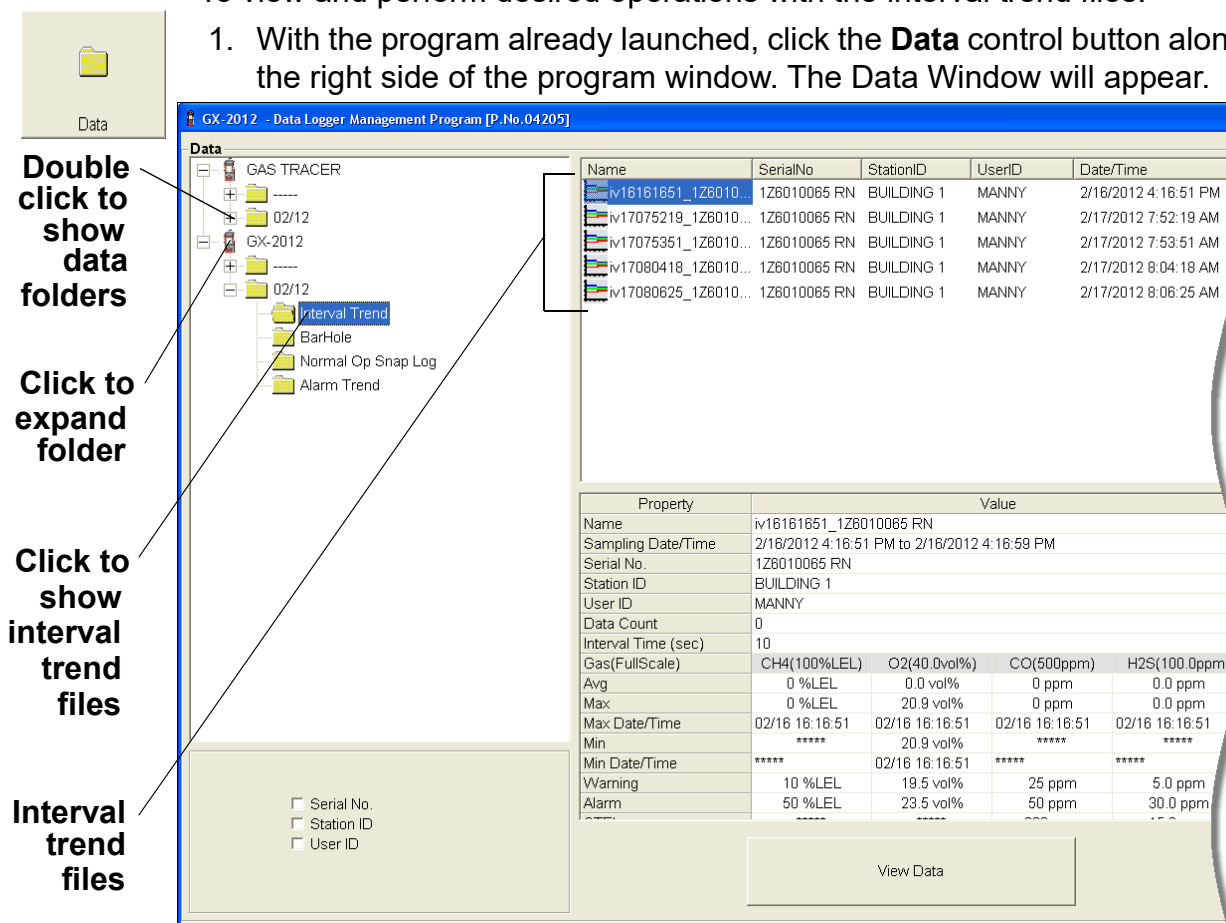 To view and perform desired operations with the interval trend files:
1. With the program already launched, click the Data control button alon
the right side of the program window. The Data Window will appear.
Data
Double
click to
show
data
folders
Click to
expand
folder
Click to
show
interval
trend
files
Interval
trend
files
GX-2012 - Data Logger Management Program [P.No.04205]
Data
GAS TRACER
-----
02/12
GX-2012
-----
02/12
Interval Trend
BarHole
Normal Op Snap Log
Alarm Trend
Serial No.
Station ID
User ID
Name SerialNo StationID UserID Date/Time
iv16161651_1Z6010... 1Z6010065 RN BUILDING 1 MANNY 2/16/2012 4:16:51 PM
iv17075219_1Z6010... 1Z6010065 RN BUILDING 1 MANNY 2/17/2012 7:52:19 AM
iv17075351_1Z6010... 1Z6010065 RN BUILDING 1 MANNY 2/17/2012 7:53:51 AM
iv17080418_1Z6010... 1Z6010065 RN BUILDING 1 MANNY 2/17/2012 8:04:18 AM
iv17080625_1Z6010... 1Z6010065 RN BUILDING 1 MANNY 2/17/2012 8:06:25 AM
Property Value
Name iv16161651_1Z6010065 RN
Sampling Date/Time 2/16/2012 4:16:51 PM to 2/16/2012 4:16:59 PM
Serial No. 1Z6010065 RN
Station ID BUILDING 1
User ID MANNY
Data Count 0
Interval Time (sec) 10
Gas(FullScale) CH4(100%LEL) O2(40.0vol%) CO(500ppm) H2S(100.0ppm
Avg 0 %LEL 0.0 vol% 0 ppm 0.0 ppm
Max 0 %LEL 20.9 vol% 0 ppm 0.0 ppm
Max Date/Time 02/16 16:16:51 02/16 16:16:51 02/16 16:16:51 02/16 16:16:51
Min ***** 20.9 vol% ***** *****
Min Date/Time ***** 02/16 16:16:51 ***** *****
Warning 10 %LEL 19.5 vol% 25 ppm 5.0 ppm
Alarm 50 %LEL 23.5 vol% 50 ppm 30.0 ppm
View Data